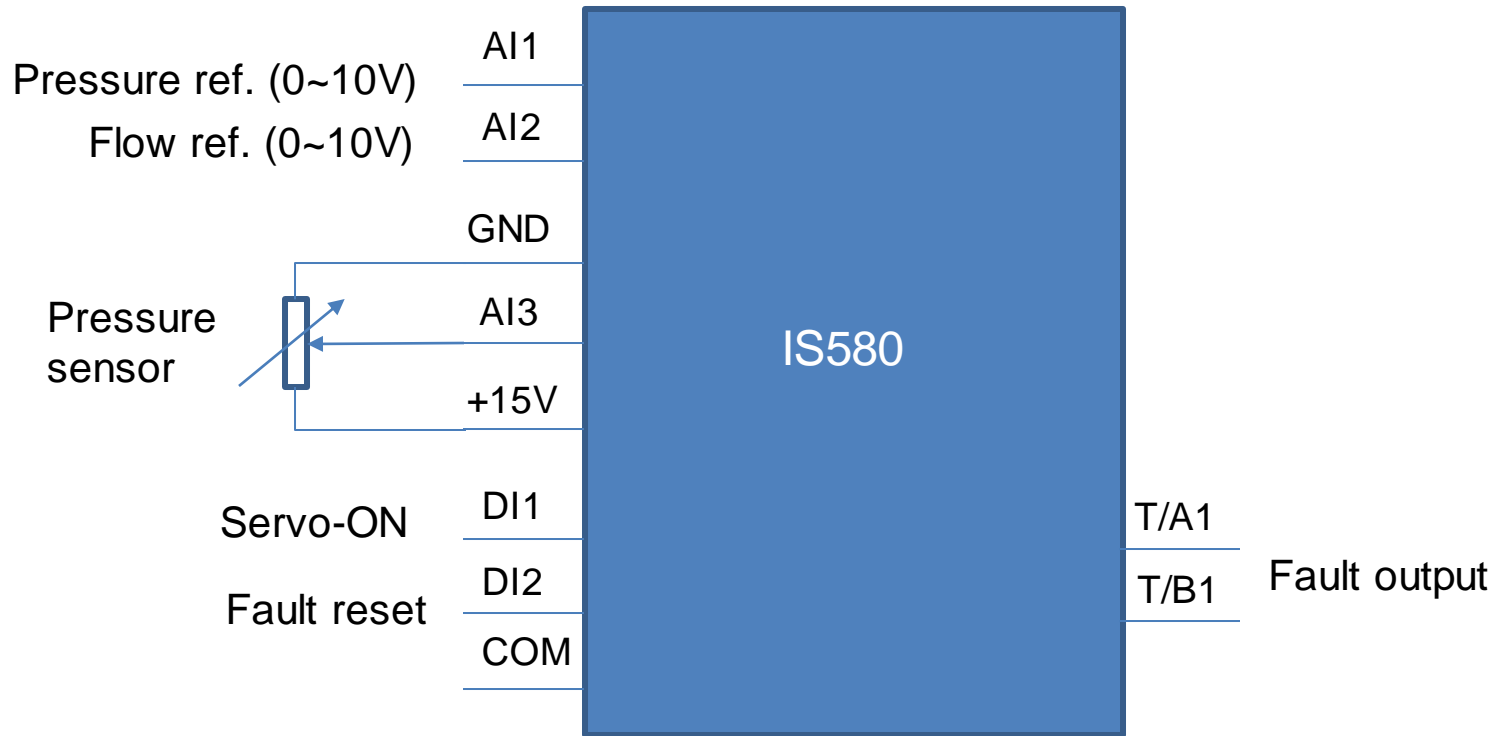 AI1
Pressure ref. (0~10V)
AI2
Flow ref. (0~10V)
GND
Pressure
sensor
AI3
+15V
IS580
Servo-ON
DI1
Fault reset
DI2
COM
T/A1
T/B1
Fault output